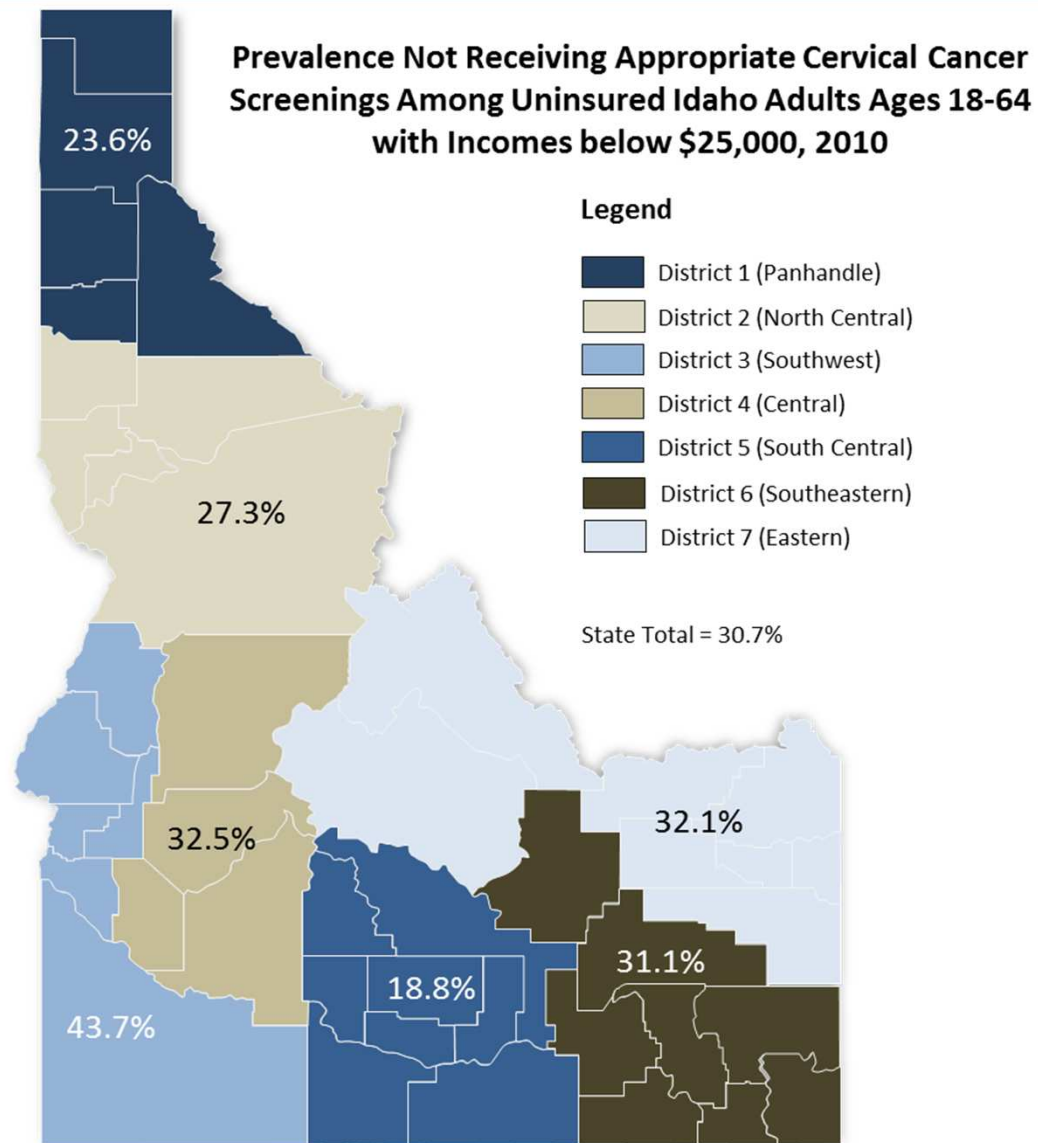 Prevalence Not Receiving Appropriate Cervical Cancer
Screenings Among Uninsured Idaho Adults Ages 18-64
with Incomes below $25,000, 2010
23.6%
Legend
District 1 (Panhandle)
District 2 (North Central)
District 3 (Southwest)
District 4 (Central)
District 5 (South Central)
District 6 (Southeastern)
District 7 (Eastern)
27.3%
State Total = 30.7%
32.5%
32.1%
31.1%
18.8%
43.7%